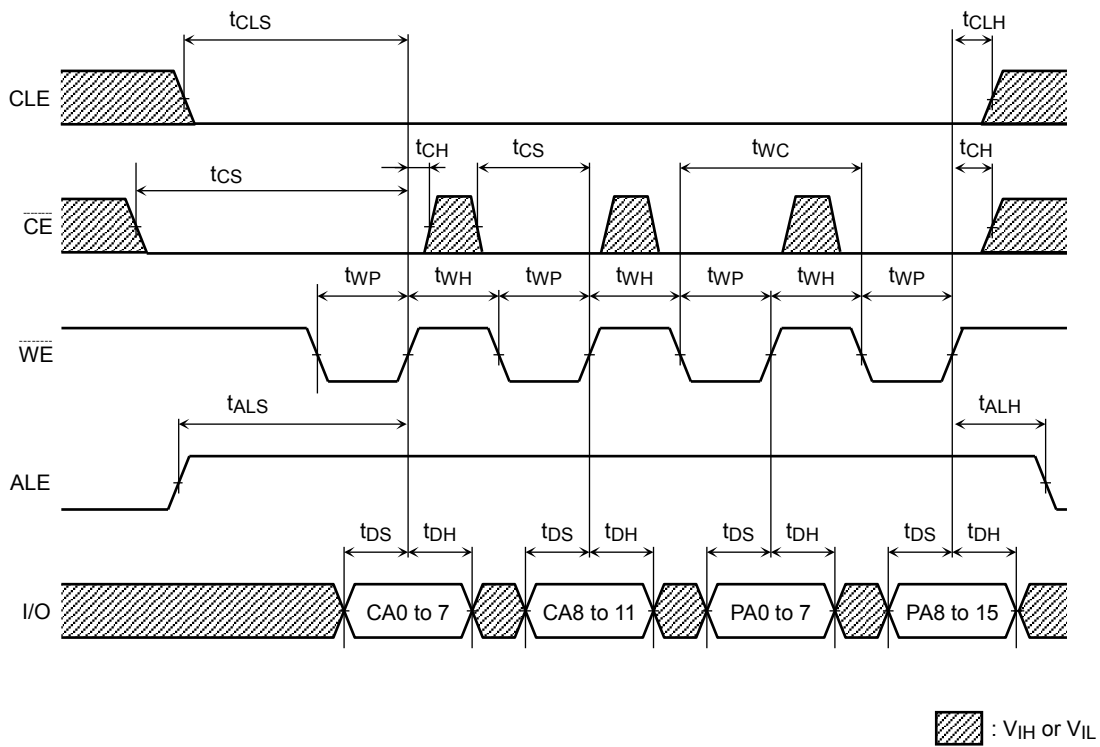 tCLS tCLH
CLE
tCH tCS tWC tCH
tCS
CE
tWP tWH tWP tWH tWP tWH tWP
WE
tALS tALH
ALE
tDS tDH tDS tDH tDS tDH tDS tDH
I/O CA0 to 7 CA8 to 11 PA0 to 7 PA8 to 15
: VIH or VIL